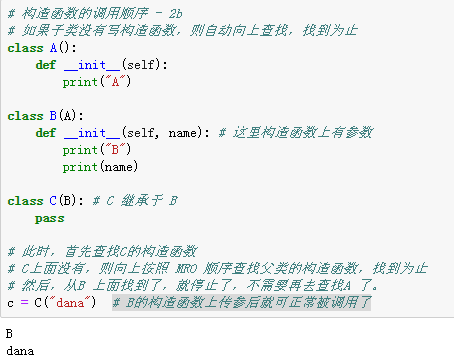 # 构造函数的调用顺序 - 2b
# 如果子类没有写构造函数，则自动向上查找，找到为止
class A():
    def __init__(self):
        print("A")

class B(A):
    def __init__(self, name): # 这里构造函数上有参数
        print("B")
        print(name)

class C(B): # C 继承于 B
    pass

# 此时，首先查找C的构造函数
# C上面没有，则向上按照 MRO 顺序查找父类的构造函数，找到为止
# 然后，从B 上面找到了，就停止了，不需要再去查找A 了。
c = C("dana")  # B的构造函数上传参后就可正常被调用了
B
dana